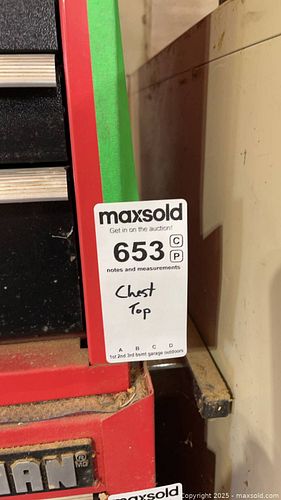 maxsold
Get in on the auction!
653 C
P
notes and measurements
Chest
Top
A B C D
1st 2nd 3rd bsmt garage outdoors
MAN ®
MD
maxsold
Copyright 2025 - maxsold.com